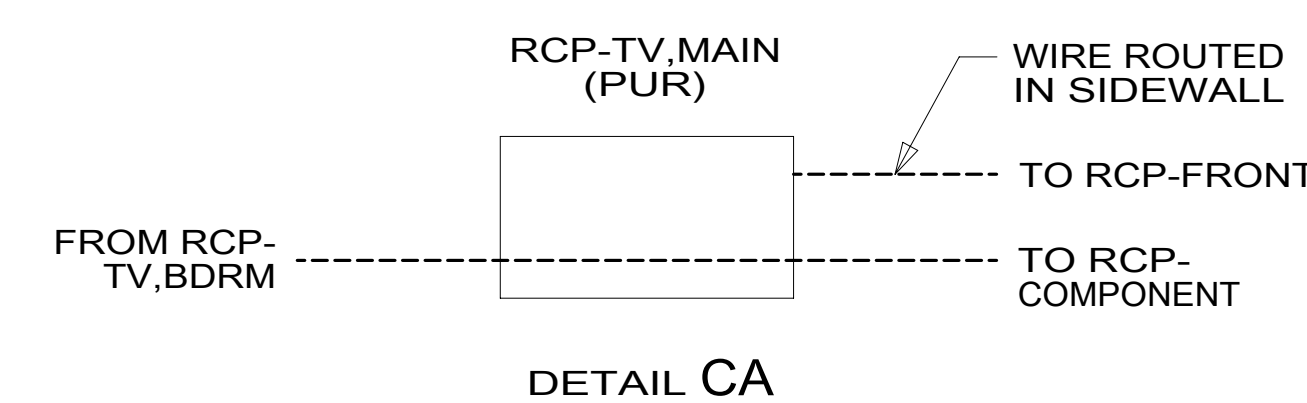 RCP-TV,MAIN
(PUR)
WIRE ROUTED
IN SIDEWALL
TO RCP-FRONT
FROM RCP-
TV,BDRM
TO RCP-
COMPONENT
DETAIL CA